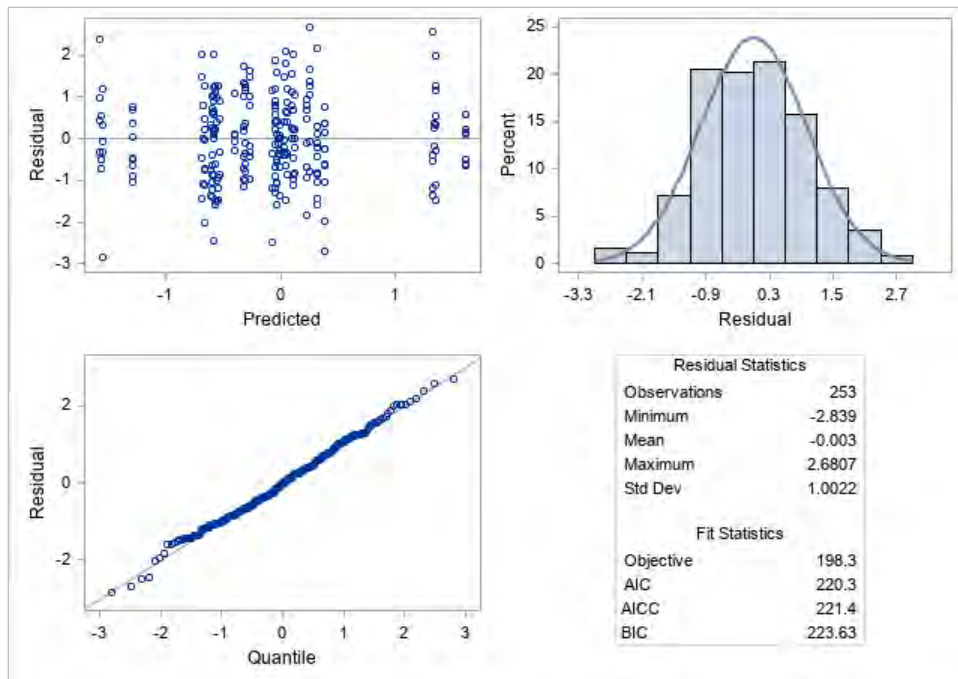 2
1
0
-1
-2
-3
Residual
-1 0 1
Predicted
25
20
15
10
5
0
Percent
-3.3 -2.1 -0.9 0.3 1.5 2.7
Residual
2
0
-2
Residual
-3 -2 -1 0 1 2 3
Quantile
Residual Statistics
Observations 253
Minimum -2.839
Mean -0.003
Maximum 2.6807
Std Dev 1.0022
Fit Statistics
Objective 198.3
AIC 220.3
AICC 221.4
BIC 223.63